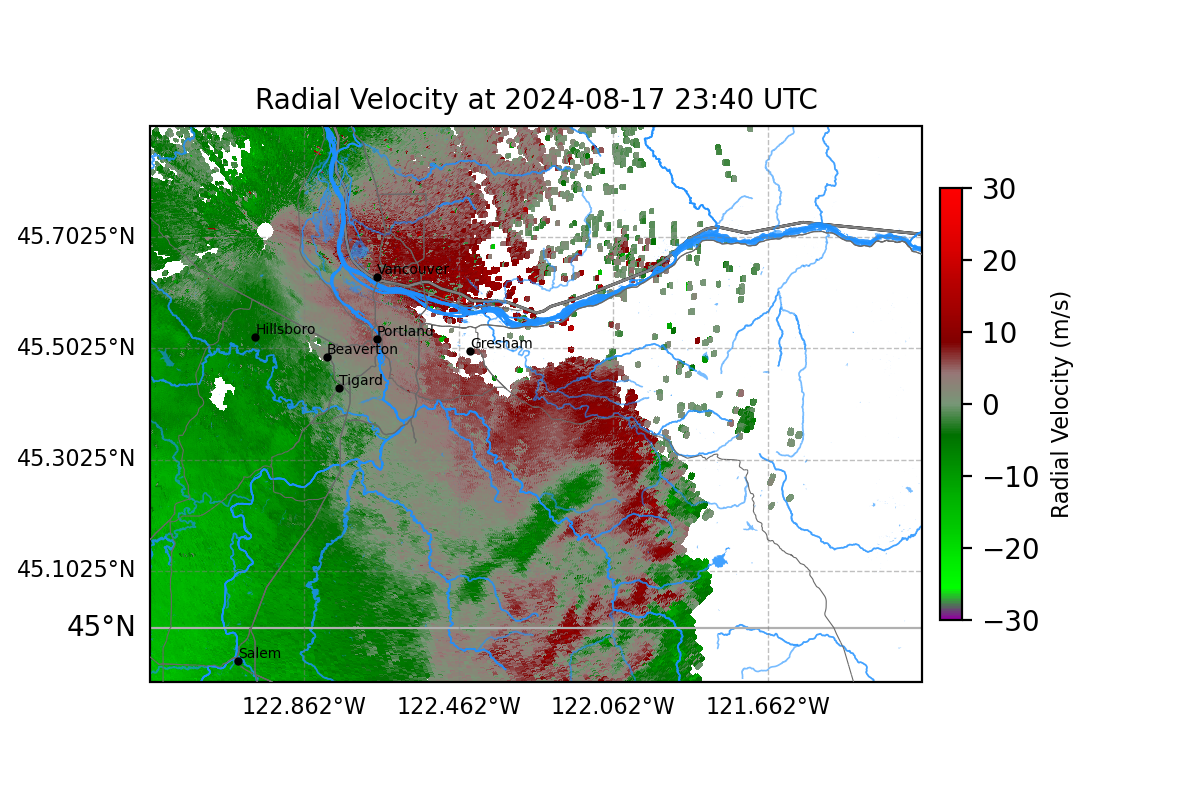 Radial Velocity at 2024-08-17 23:40 UTC
45.7025°N
45.5025°N
45.3025°N
45.1025°N
45°N
Vancouver
Hillsboro
Portland
Beaverton
Gresham
Tigard
Salem
122.862°W 122.462°W 122.062°W 121.662°W
30
20
10
0
−10
−20
−30
Radial Velocity (m/s)